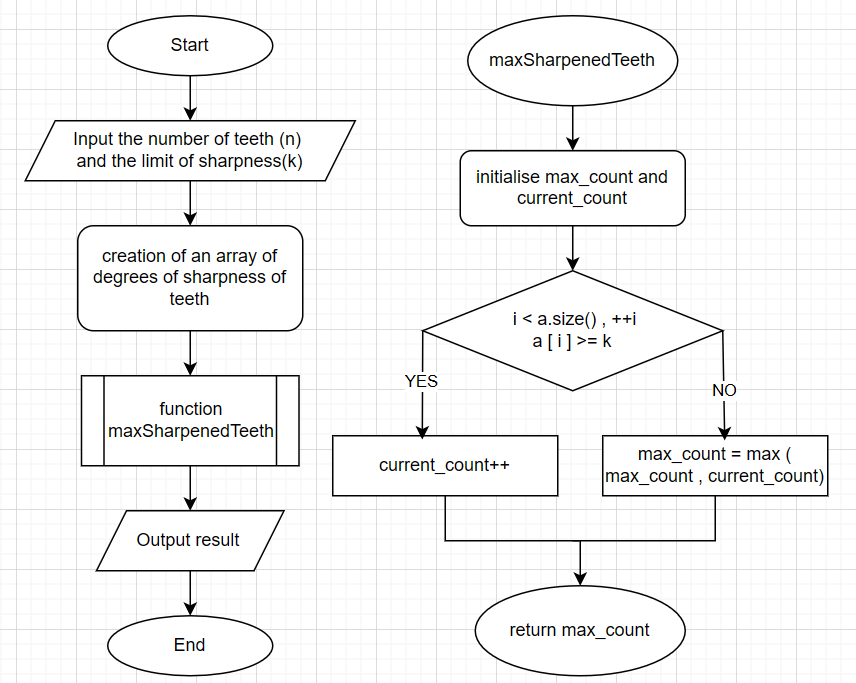 Start
Input the number of teeth (n)
and the limit of sharpness(k)
creation of an array of
degrees of sharpness of
teeth
function
maxSharpenedTeeth
Output result
End
maxSharpenedTeeth
initialise max_count and
current_count
i < a.size() , ++i
a [ i ] >= k
YES
NO
current_count++
max_count = max (
max_count , current_count)
return max_count